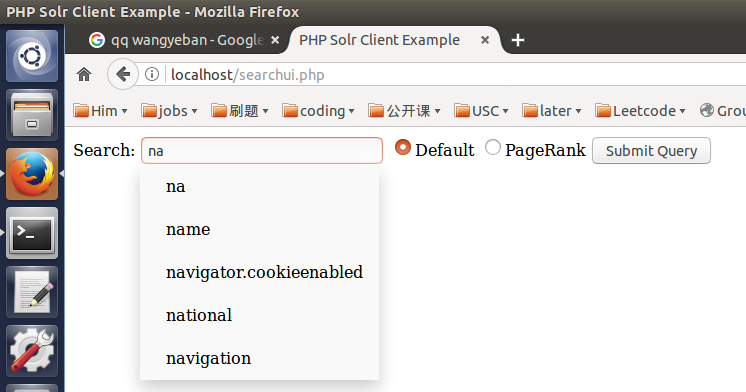 PHP Solr Client Example - Mozilla Firefox
qq wangyeban - Google
PHP Solr Client Example
localhost/searchui.php
Him jobs 刷题 coding 公开课 USC later Leetcode Grou
Search: na Default PageRank Submit Query
na
name
navigator.cookieenabled
national
navigation